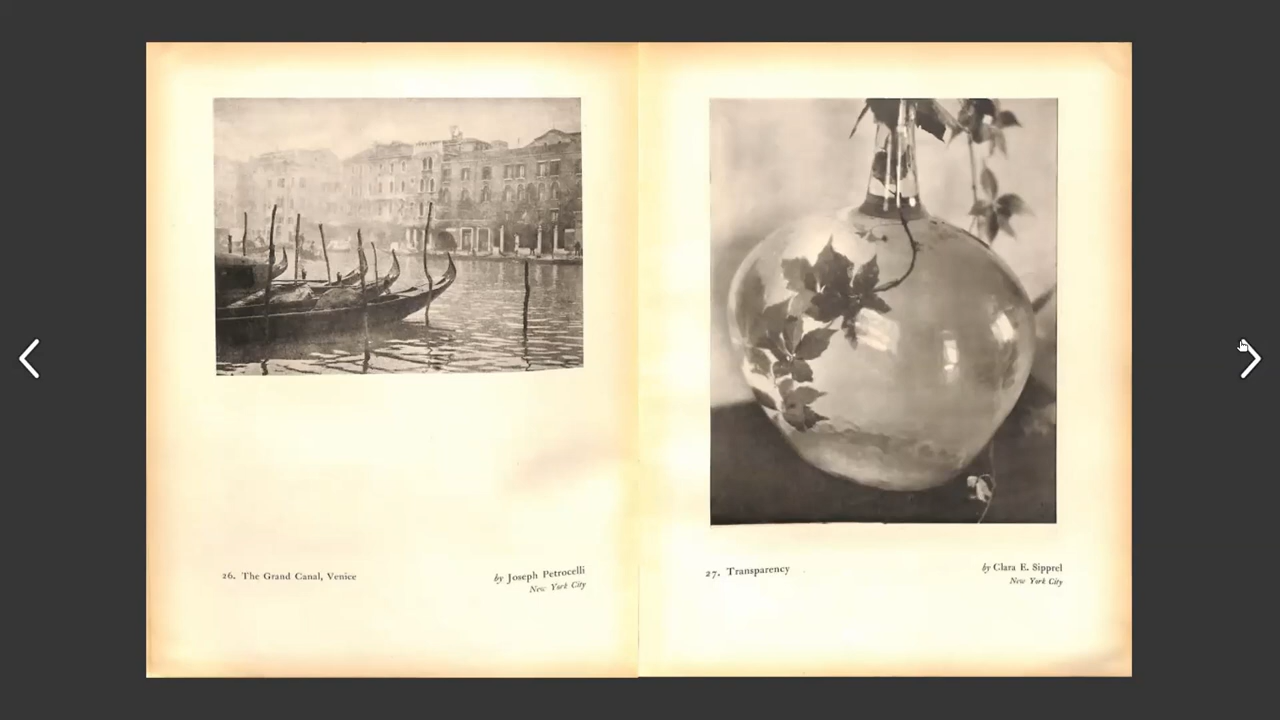 26. The Grand Canal, Venice
by Joseph Petrocelli
New York City
27. Transparency
by Clara E. Sipprel
New York City